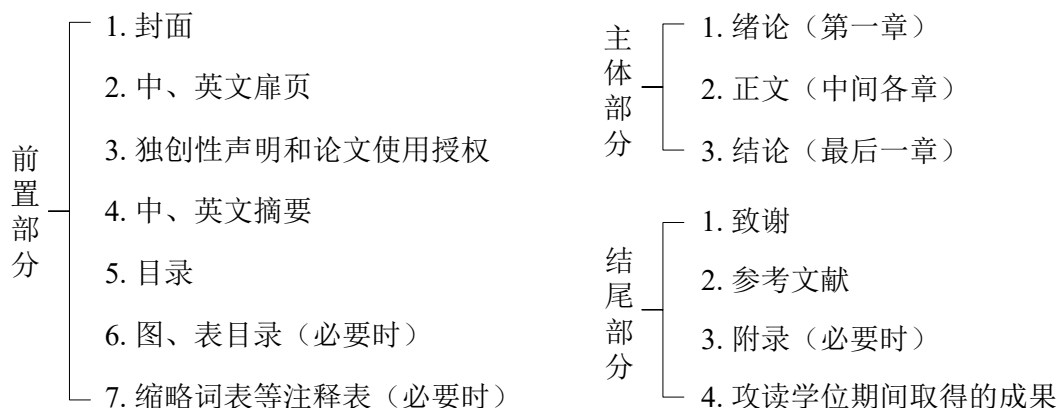 前置部分
1. 封面
2. 中、英文扉页
3. 独创性声明和论文使用授权
4. 中、英文摘要
5. 目录
6. 图、表目录（必要时）
7. 缩略词表等注释表（必要时）
主体部分
1. 绪论（第一章）
2. 正文（中间各章）
3. 结论（最后一章）
结尾部分
1. 致谢
2. 参考文献
3. 附录（必要时）
4. 攻读学位期间取得的成果